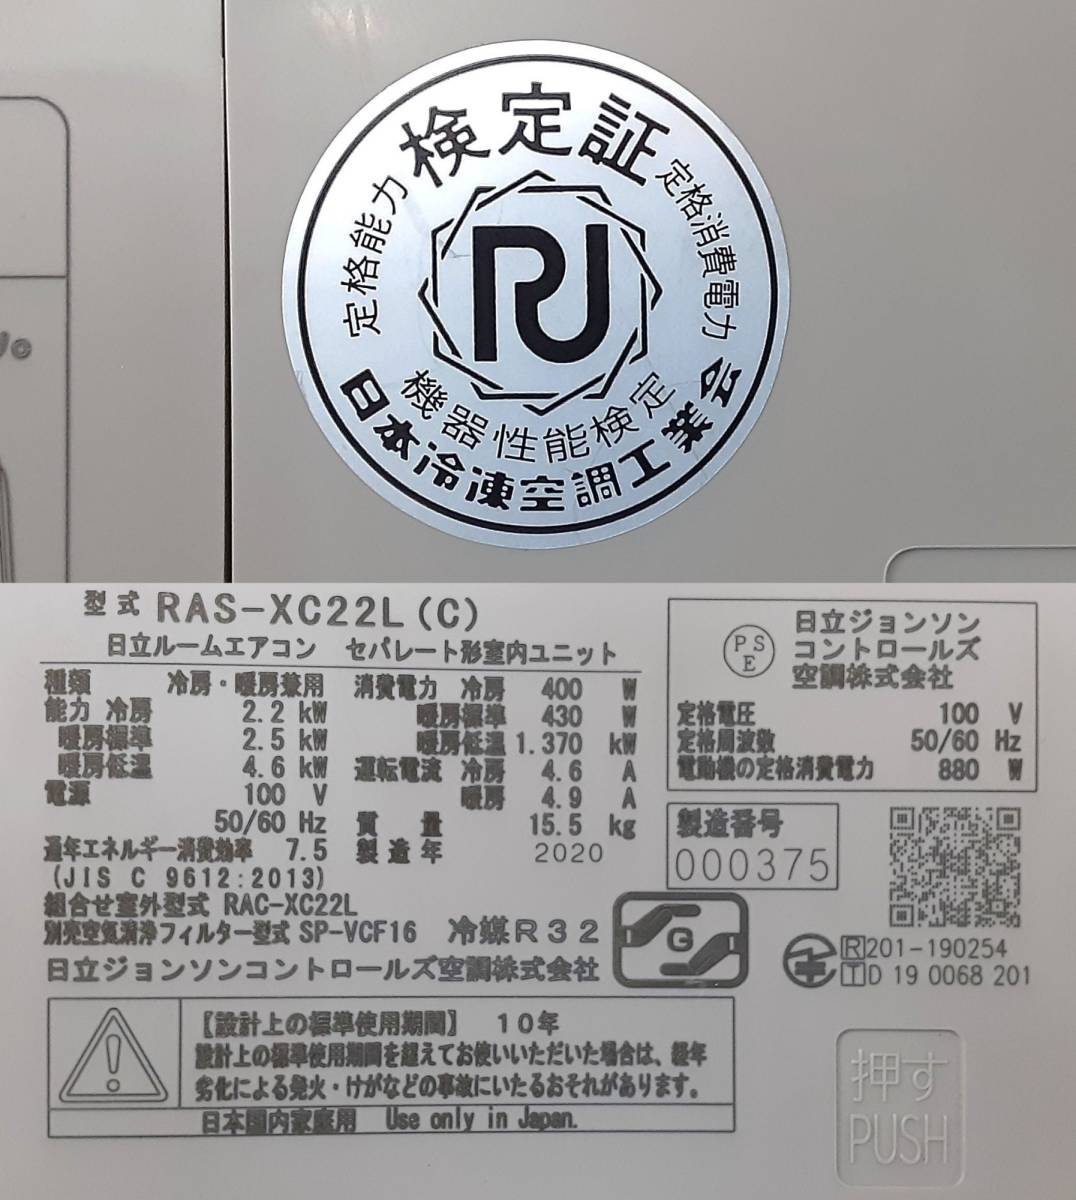 検定証
定格能力
定格消費電力
RJ
機器性能検定
日本冷凍空調工業会
型式 RAS-XC22L(C)
日立ルームエアコン セパレート形室内ユニット
種類 冷房・暖房兼用
能力 冷房 2.2 kW
暖房標準 2.5 kW
暖房低温 4.6 kW
電源 100 V
50/60 Hz
通年エネルギー消費効率 7.5
(JIS C 9612:2013)
消費電力 冷房 400 W
暖房標準 430 W
暖房低温 1.370 kW
運転電流 冷房 4.6 A
暖房 4.9 A
質量 15.5 kg
製造年 2020
組合せ室外型式 RAC-XC22L
別売空気清浄フィルター型式 SP-VCF16 冷媒R32
日立ジョンソンコントロールズ空調株式会社
PSE
日立ジョンソン
コントロールズ
空調株式会社
定格電圧 100 V
定格周波数 50/60 Hz
電動機の定格消費電力 880 W
製造番号
000375
G
R201-190254
T D 19 0068 201
【設計上の標準使用期間】 10年
設計上の標準使用期間を超えてお使いいただいた場合は、経年
劣化による発火・けがなどの事故にいたるおそれがあります。
日本国内家庭用 Use only in Japan.
押す
PUSH